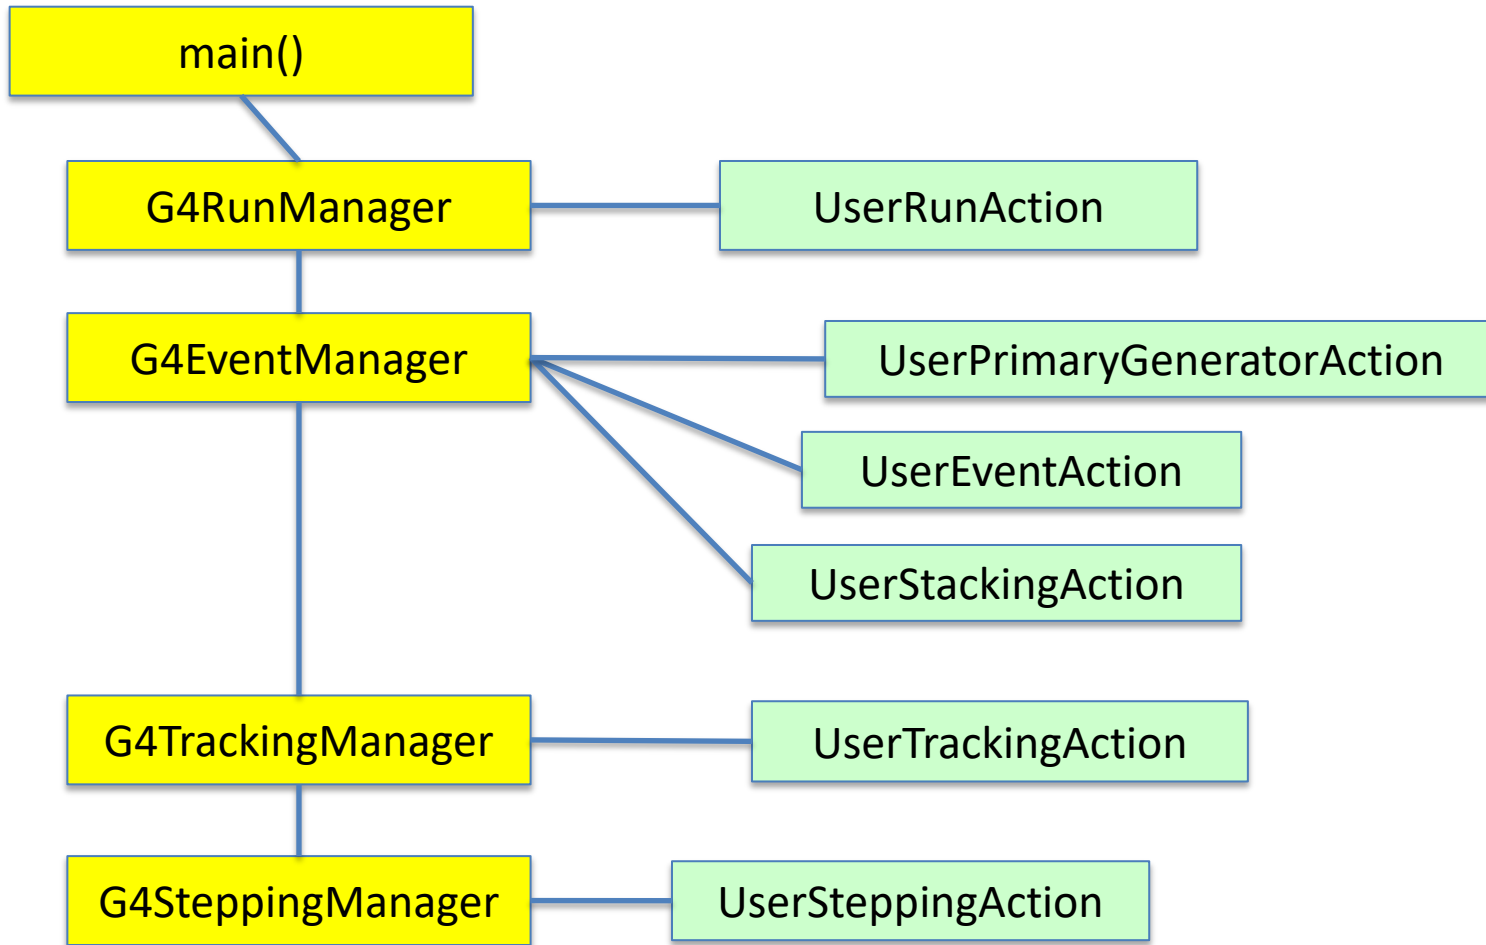 main()
G4RunManager
UserRunAction
G4EventManager
UserPrimaryGeneratorAction
UserEventAction
UserStackingAction
G4TrackingManager
UserTrackingAction
G4SteppingManager
UserSteppingAction